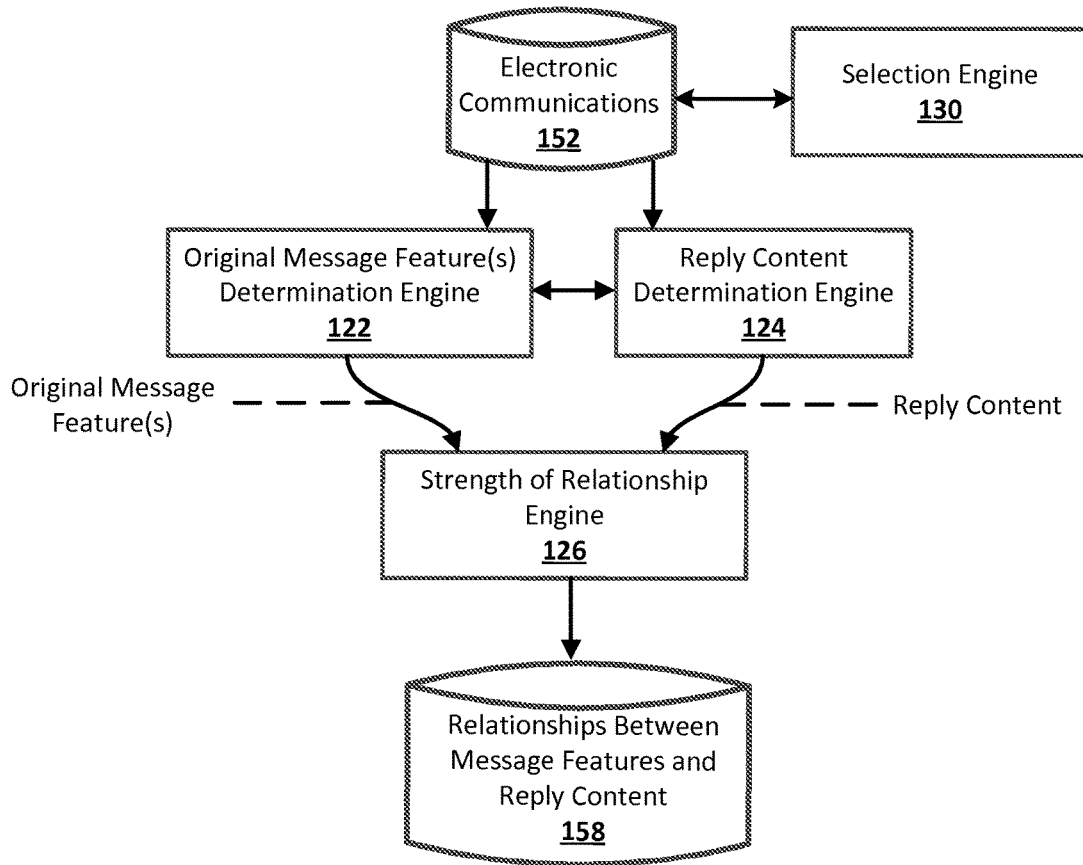 Electronic
Communications
152
Selection Engine
130
Original Message Feature(s)
Determination Engine
122
Reply Content
Determination Engine
124
Original Message
Feature(s)
Reply Content
Strength of Relationship
Engine
126
Relationships Between
Message Features and
Reply Content
158